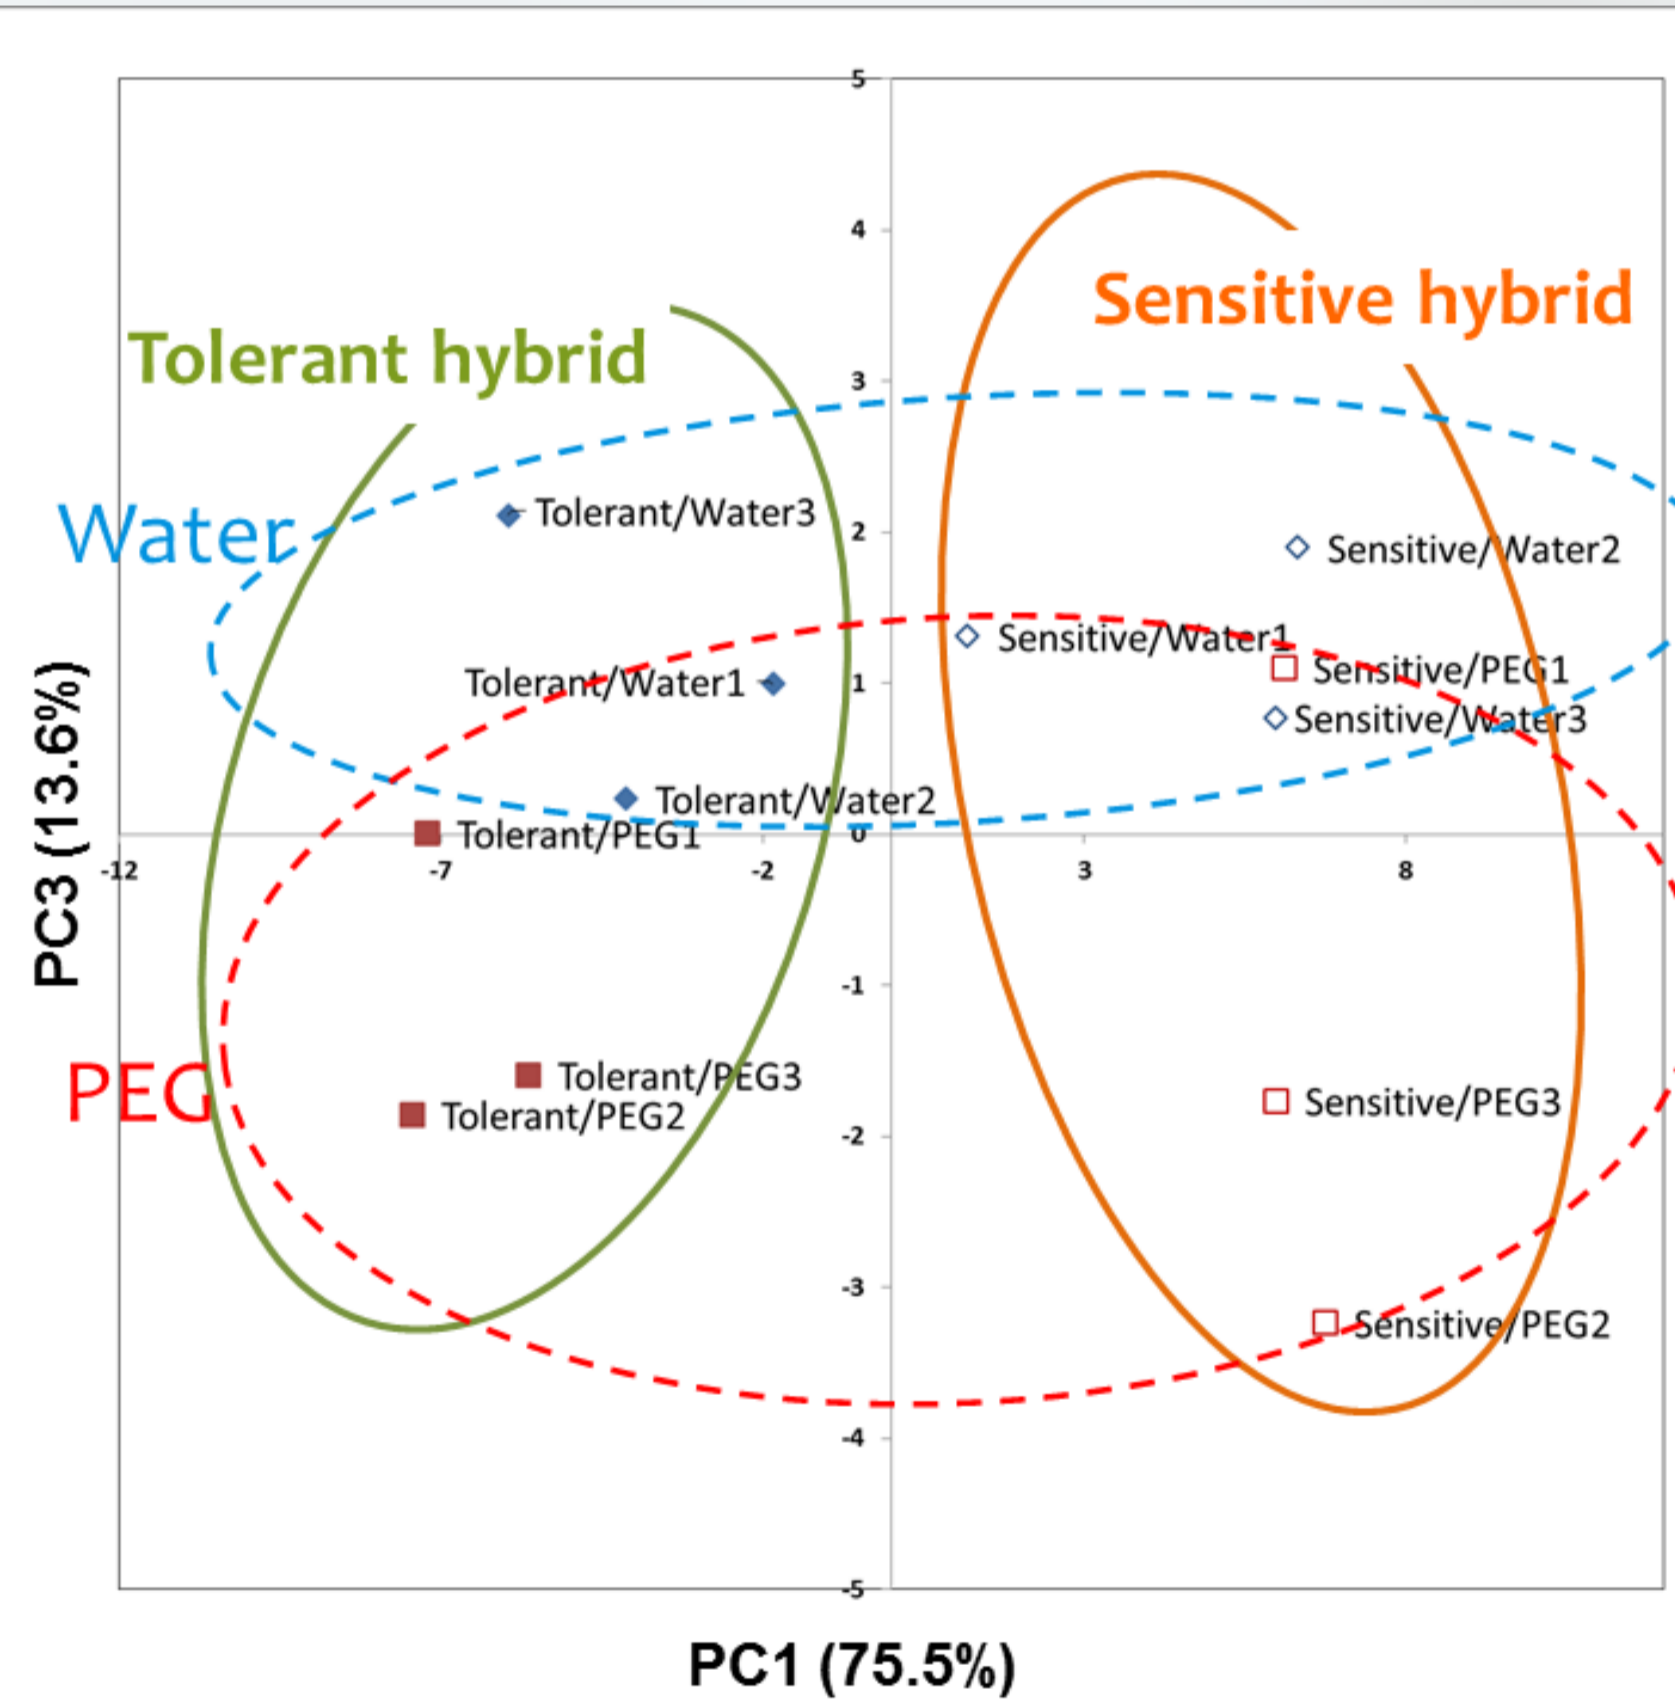 5
4
Sensitive hybrid
Tolerant hybrid
3
Water
Tolerant/Water3
2
Sensitive/Water2
Sensitive/Water1
Sensitive/PEG1
Tolerant/Water1
1
Sensitive/Water3
Tolerant/Water2
Tolerant/PEG1
0
-12
-7
-2
3
8
PC3 (13.6%)
-1
PEG
Tolerant/PEG3
Tolerant/PEG2
Sensitive/PEG3
-2
-3
Sensitive/PEG2
-4
-5
PC1 (75.5%)